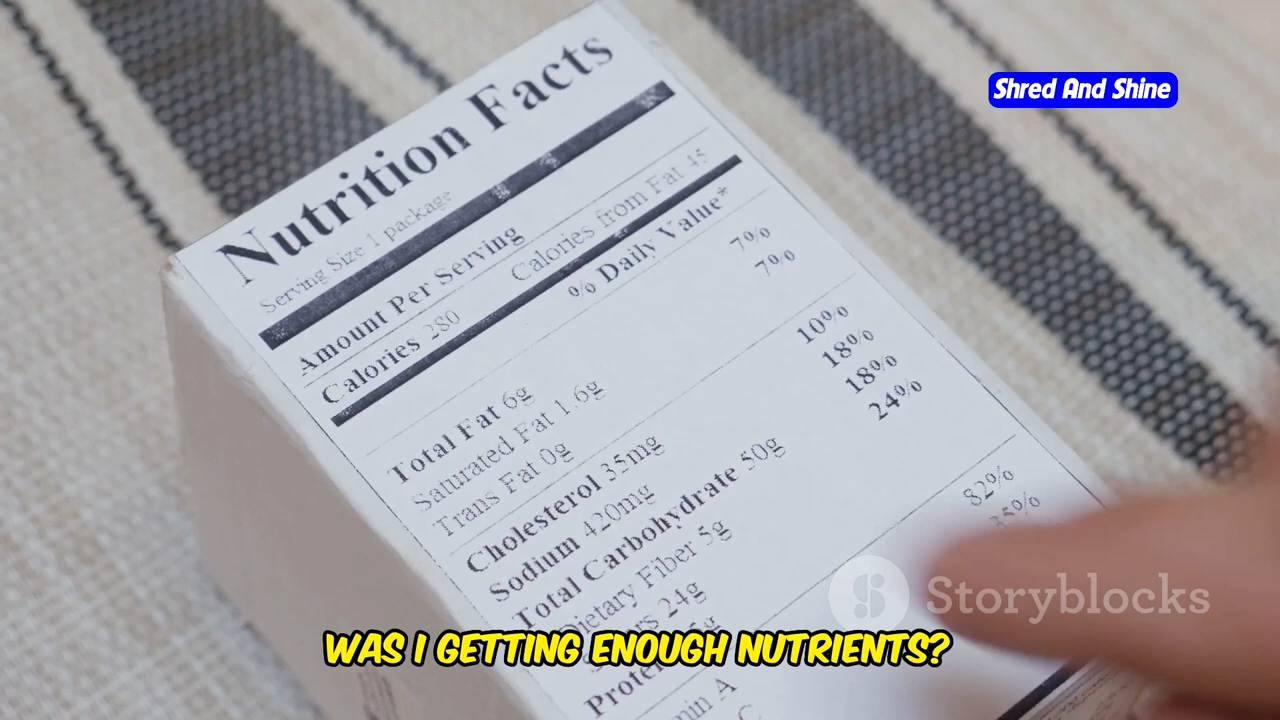 Shred And Shine
Nutrition Facts
Serving Size 1 package
Amount Per Serving
Calories 280 Calories from Fat 45
% Daily Value*
Total Fat 6g 7%
Saturated Fat 1.6g 7%
Trans Fat 0g
Cholesterol 35mg 10%
Sodium 420mg 18%
Total Carbohydrate 50g 18%
Dietary Fiber 5g 24%
24g
82%
35%
Storyblocks
WAS I GETTING ENOUGH NUTRIENTS?